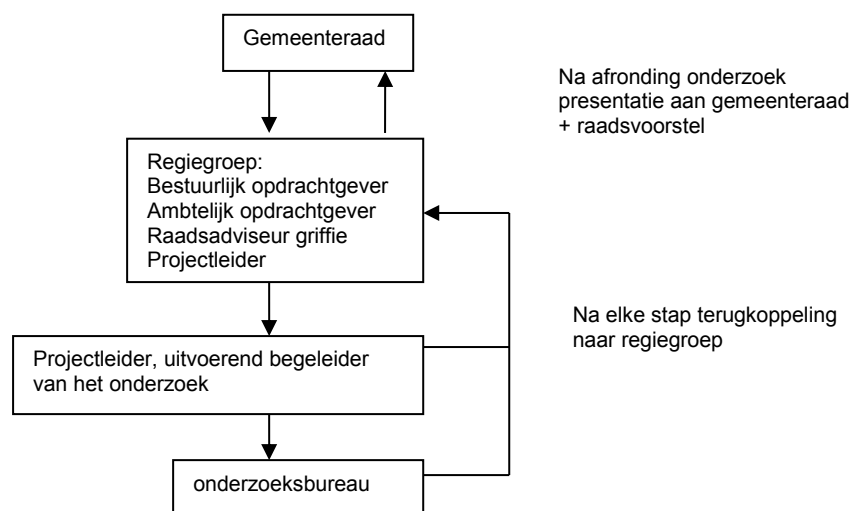 Gemeenteraad
Na afronding onderzoek
presentatie aan gemeenteraad
+ raadsvoorstel
Regiegroep:
Bestuurlijk opdrachtgever
Ambtelijk opdrachtgever
Raadsadviseur griffie
Projectleider
Na elke stap terugkoppeling
naar regiegroep
Projectleider, uitvoerend begeleider
van het onderzoek
onderzoeksbureau